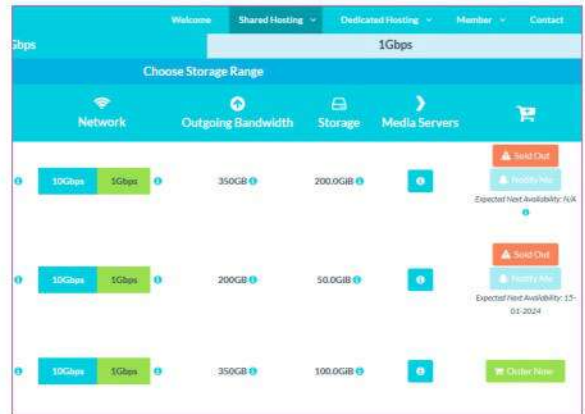 Welcome Shared Hosting Dedicated Hosting Member Contact
Gbps 1Gbps
Choose Storage Range
Network Outgoing Bandwidth Storage Media Servers
Sold Out
10Gbps 1Gbps 350GB 200.0GiB Notify Me
Expected Next Availability: N/A
Sold Out
10Gbps 1Gbps 200GB 50.0GiB Notify Me
Expected Next Availability: 15-
01-2024
10Gbps 1Gbps 350GB 100.0GiB Order Now